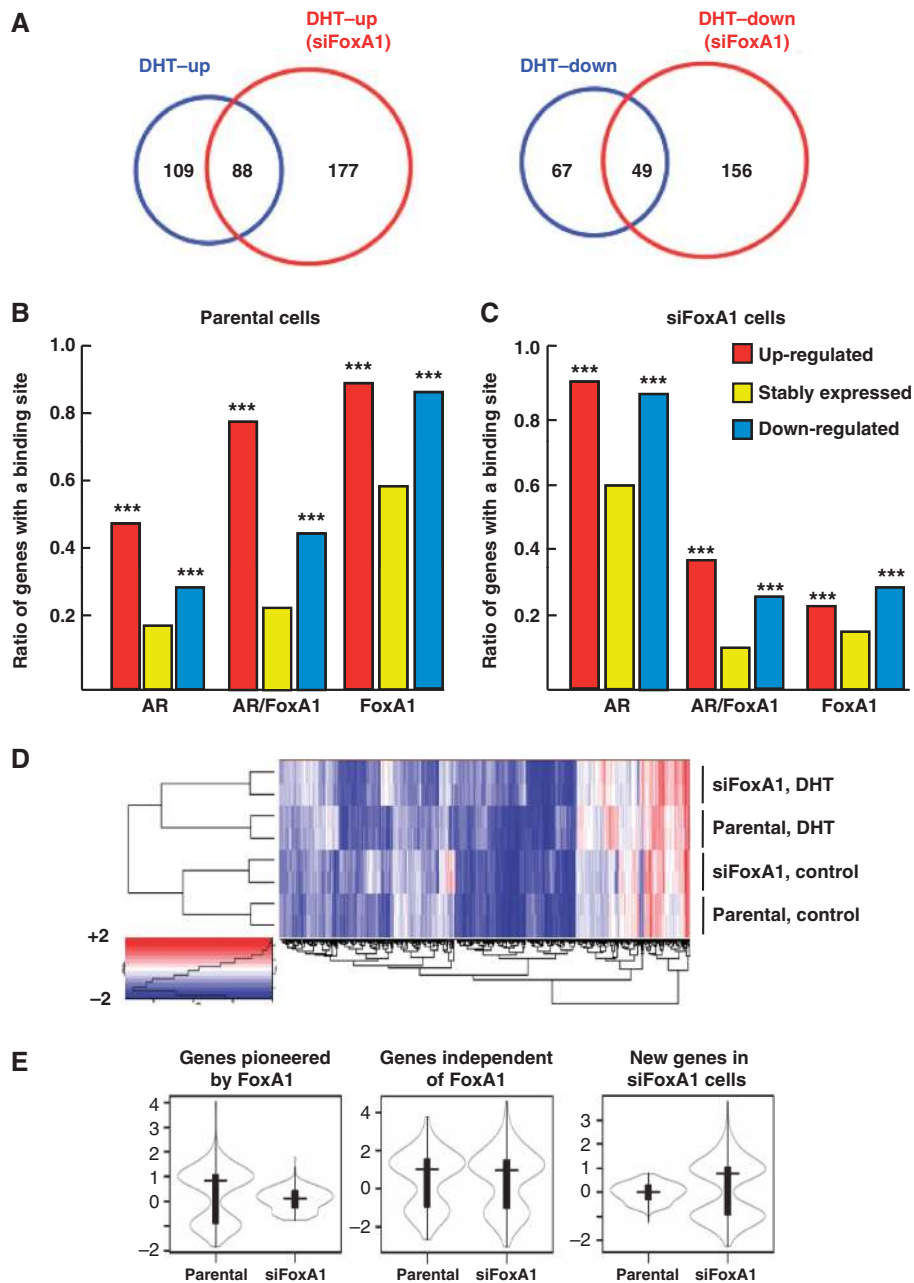 A
DHT–up
DHT–up
(siFoxA1)
109
88
177
DHT–down
DHT–down
(siFoxA1)
67
49
156
B
Parental cells
Ratio of genes with a binding site
1.0
0.8
0.6
0.4
0.2
***
***
***
***
***
***
AR
AR/FoxA1
FoxA1
C
siFoxA1 cells
Ratio of genes with a binding site
1.0
0.8
0.6
0.4
0.2
***
***
***
***
***
***
AR
AR/FoxA1
FoxA1
Up-regulated
Stably expressed
Down-regulated
D
siFoxA1, DHT
Parental, DHT
siFoxA1, control
Parental, control
+2
–2
E
Genes pioneered
by FoxA1
4
3
2
1
0
–2
Parental
siFoxA1
Genes independent
of FoxA1
4
2
0
–2
Parental
siFoxA1
New genes in
siFoxA1 cells
3
2
1
0
–2
Parental
siFoxA1